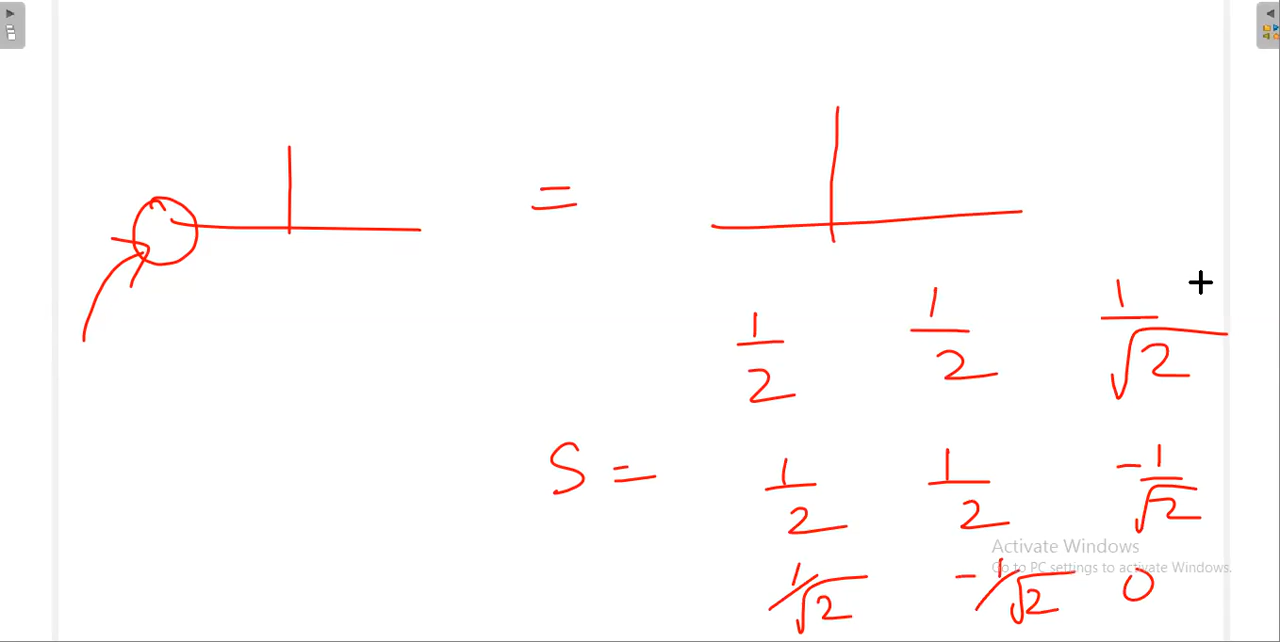 =
1/2 1/2 1/√2
S = 1/2 1/2 -1/√2
Activate Windows
Go to PC settings to activate Windows.
1/√2 -1/√2 0